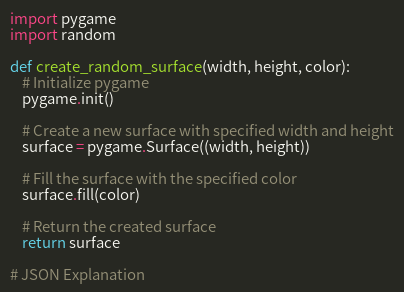 import pygame
import random

def create_random_surface(width, height, color):
    # Initialize pygame
    pygame.init()

    # Create a new surface with specified width and height
    surface = pygame.Surface((width, height))

    # Fill the surface with the specified color
    surface.fill(color)

    # Return the created surface
    return surface

# JSON Explanation